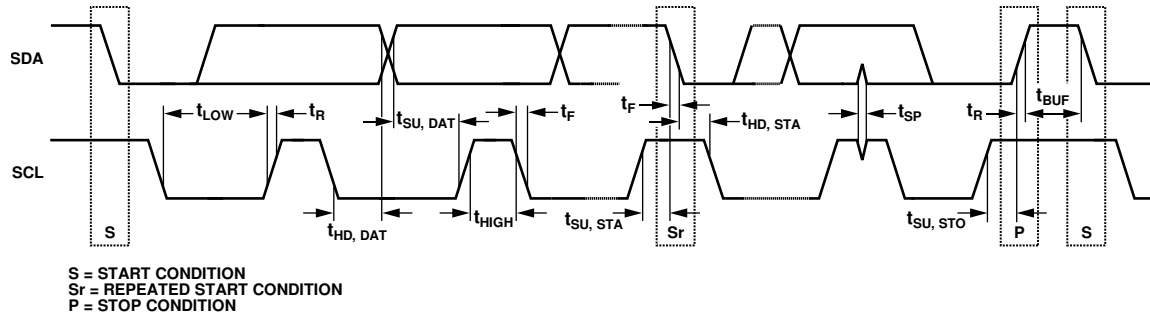 SDA
tLOW
tR
tSU, DAT
tF
tF
tHD, STA
tSP
tR
tBUF
SCL
S
tHD, DAT
tHIGH
tSU, STA
Sr
tSU, STO
P
S
S = START CONDITION
Sr = REPEATED START CONDITION
P = STOP CONDITION